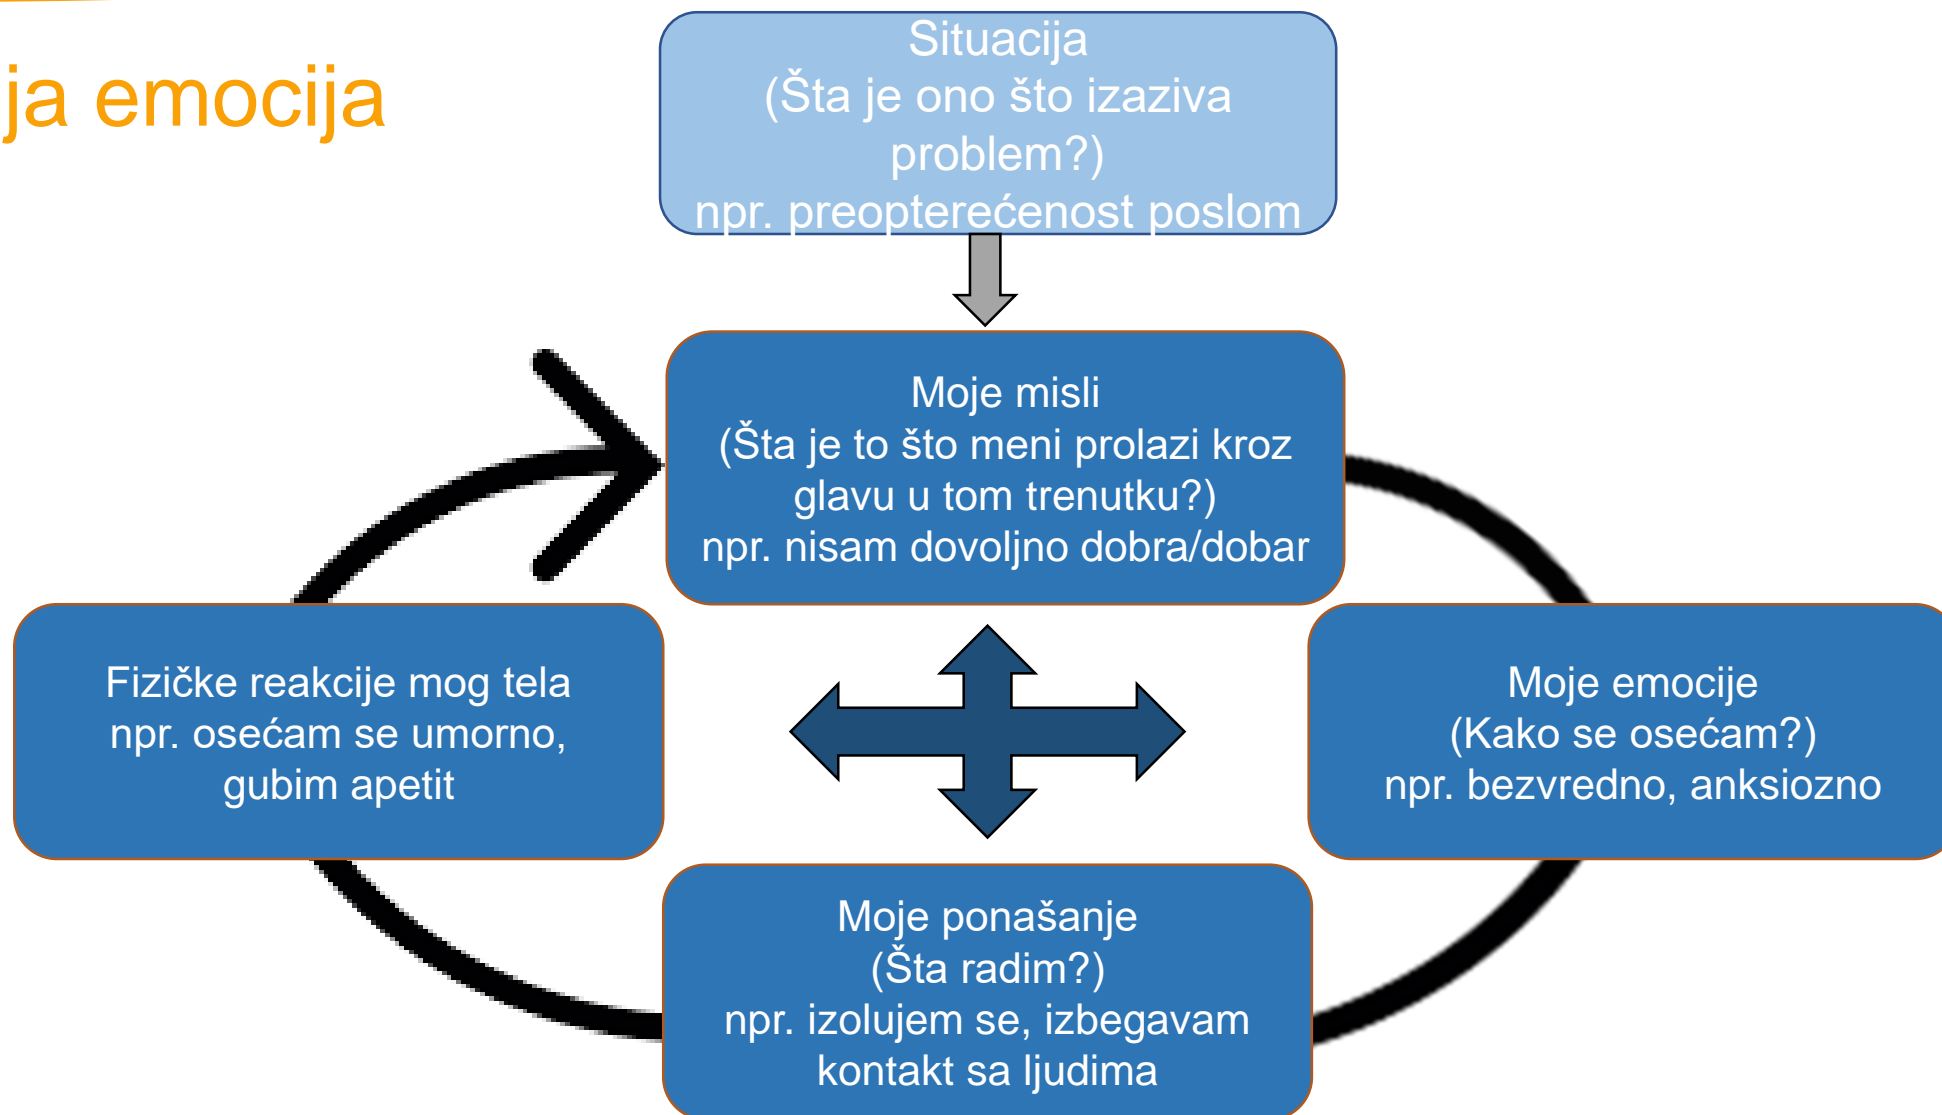 ja emocija
Situacija
(Šta je ono što izaziva
problem?)
npr. preopterećenost poslom
Moje misli
(Šta je to što meni prolazi kroz
glavu u tom trenutku?)
npr. nisam dovoljno dobra/dobar
Fizičke reakcije mog tela
npr. osećam se umorno,
gubim apetit
Moje emocije
(Kako se osećam?)
npr. bezvredno, anksiozno
Moje ponašanje
(Šta radim?)
npr. izolujem se, izbegavam
kontakt sa ljudima